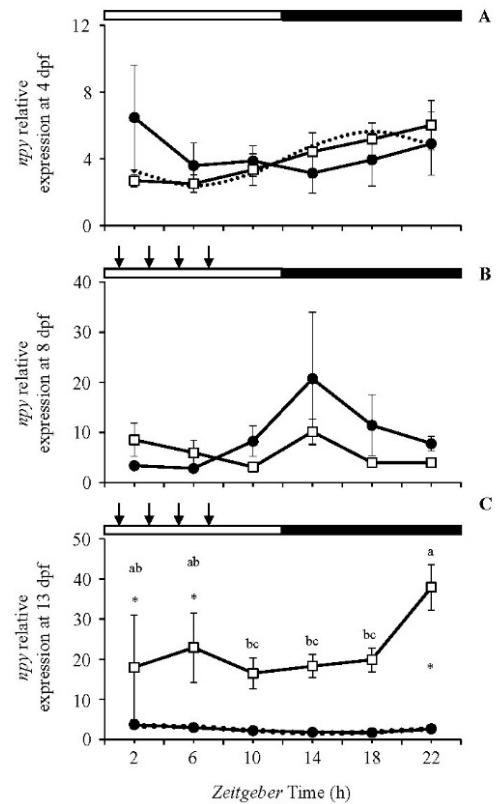 A
npy relative
expression at 4 dpf
12
8
4
0
B
npy relative
expression at 8 dpf
40
30
20
10
0
C
npy relative
expression at 13 dpf
50
40
30
20
10
0
ab
*
ab
*
bc
bc
bc
a
*
2 6 10 14 18 22
Zeitgeber Time (h)